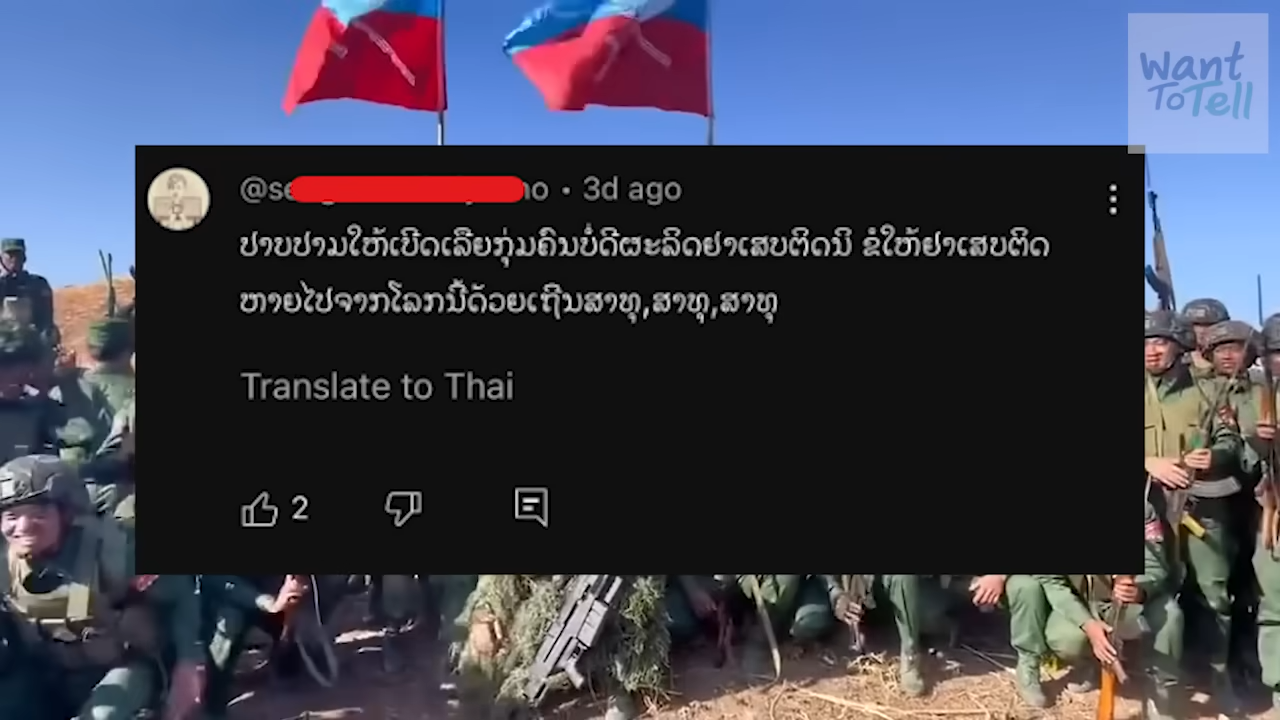 Want
To Tell
@se no • 3d ago
ປາບປາມໃຫ້ເບີດເລີຍກຸ່ມຄົນບໍ່ດີຜະລິດຢາເສບຕິດນິ ຂໍໃຫ້ຢາເສບຕິດ
ຫາຍໄປຈາກໂລກນີ້ດ້ວຍເຖີນສາທຸ,ສາທຸ,ສາທຸ
Translate to Thai
2